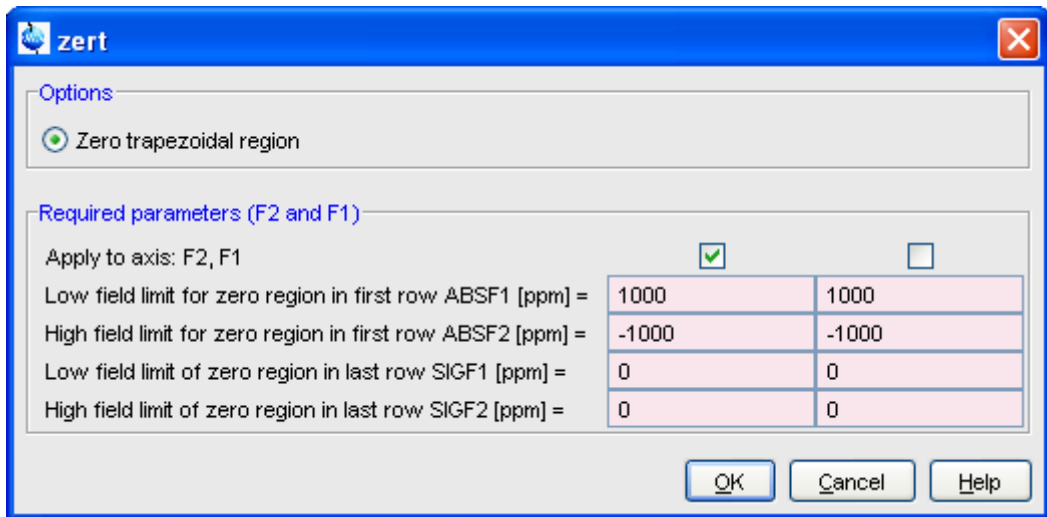 zert
Options
Zero trapezoidal region
Required parameters (F2 and F1)
Apply to axis: F2, F1
Low field limit for zero region in first row ABSF1 [ppm] = 1000 1000
High field limit for zero region in first row ABSF2 [ppm] = -1000 -1000
Low field limit of zero region in last row SIGF1 [ppm] = 0 0
High field limit of zero region in last row SIGF2 [ppm] = 0 0
OK Cancel Help